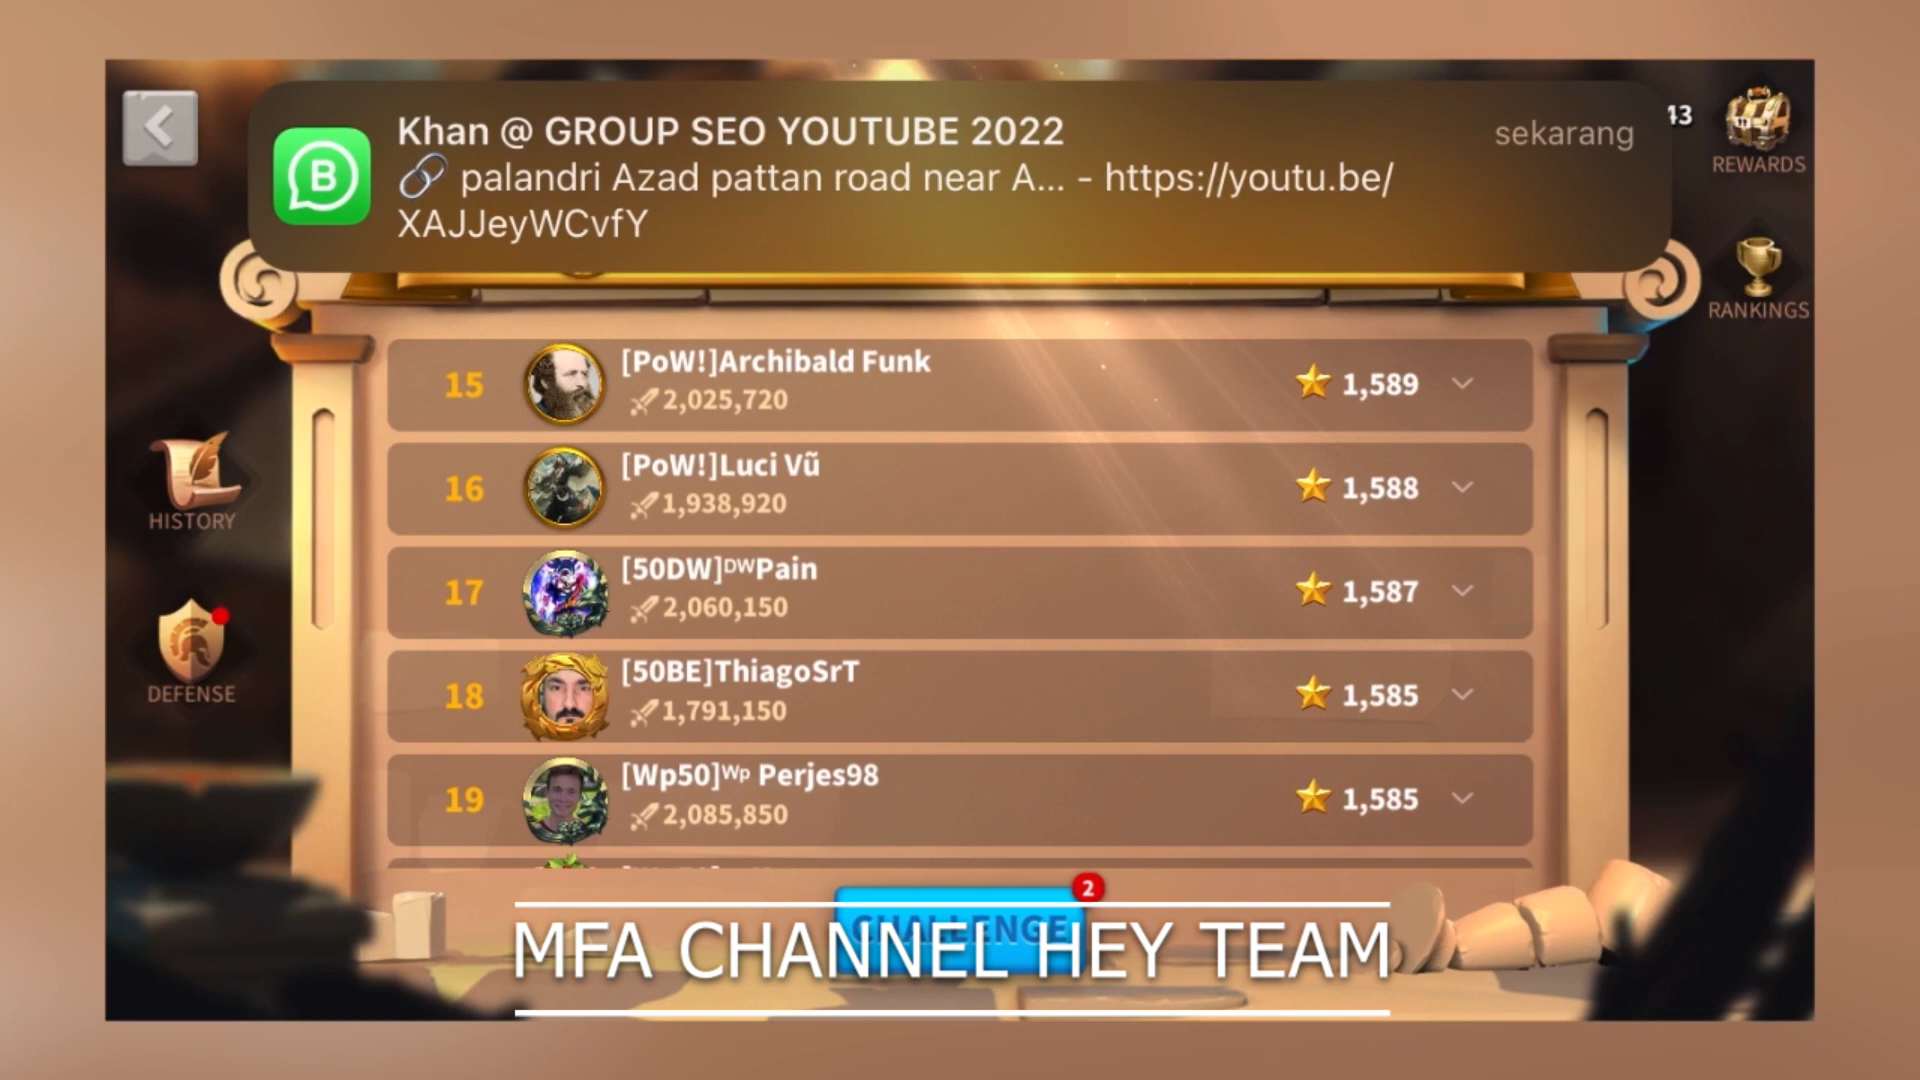 Khan @ GROUP SEO YOUTUBE 2022
sekarang
🔗 palandri Azad pattan road near A... - https://youtu.be/
XAJJeyWCvfY
43
REWARDS
RANKINGS
HISTORY
DEFENSE
15
[PoW!]Archibald Funk
2,025,720
1,589
16
[PoW!]Luci Vũ
1,938,920
1,588
17
[50DW]ᴰᵂPain
2,060,150
1,587
18
[50BE]ThiagoSrT
1,791,150
1,585
19
[Wp50]ᵂᵖ Perjes98
2,085,850
1,585
2
CHALLENGE
MFA CHANNEL HEY TEAM